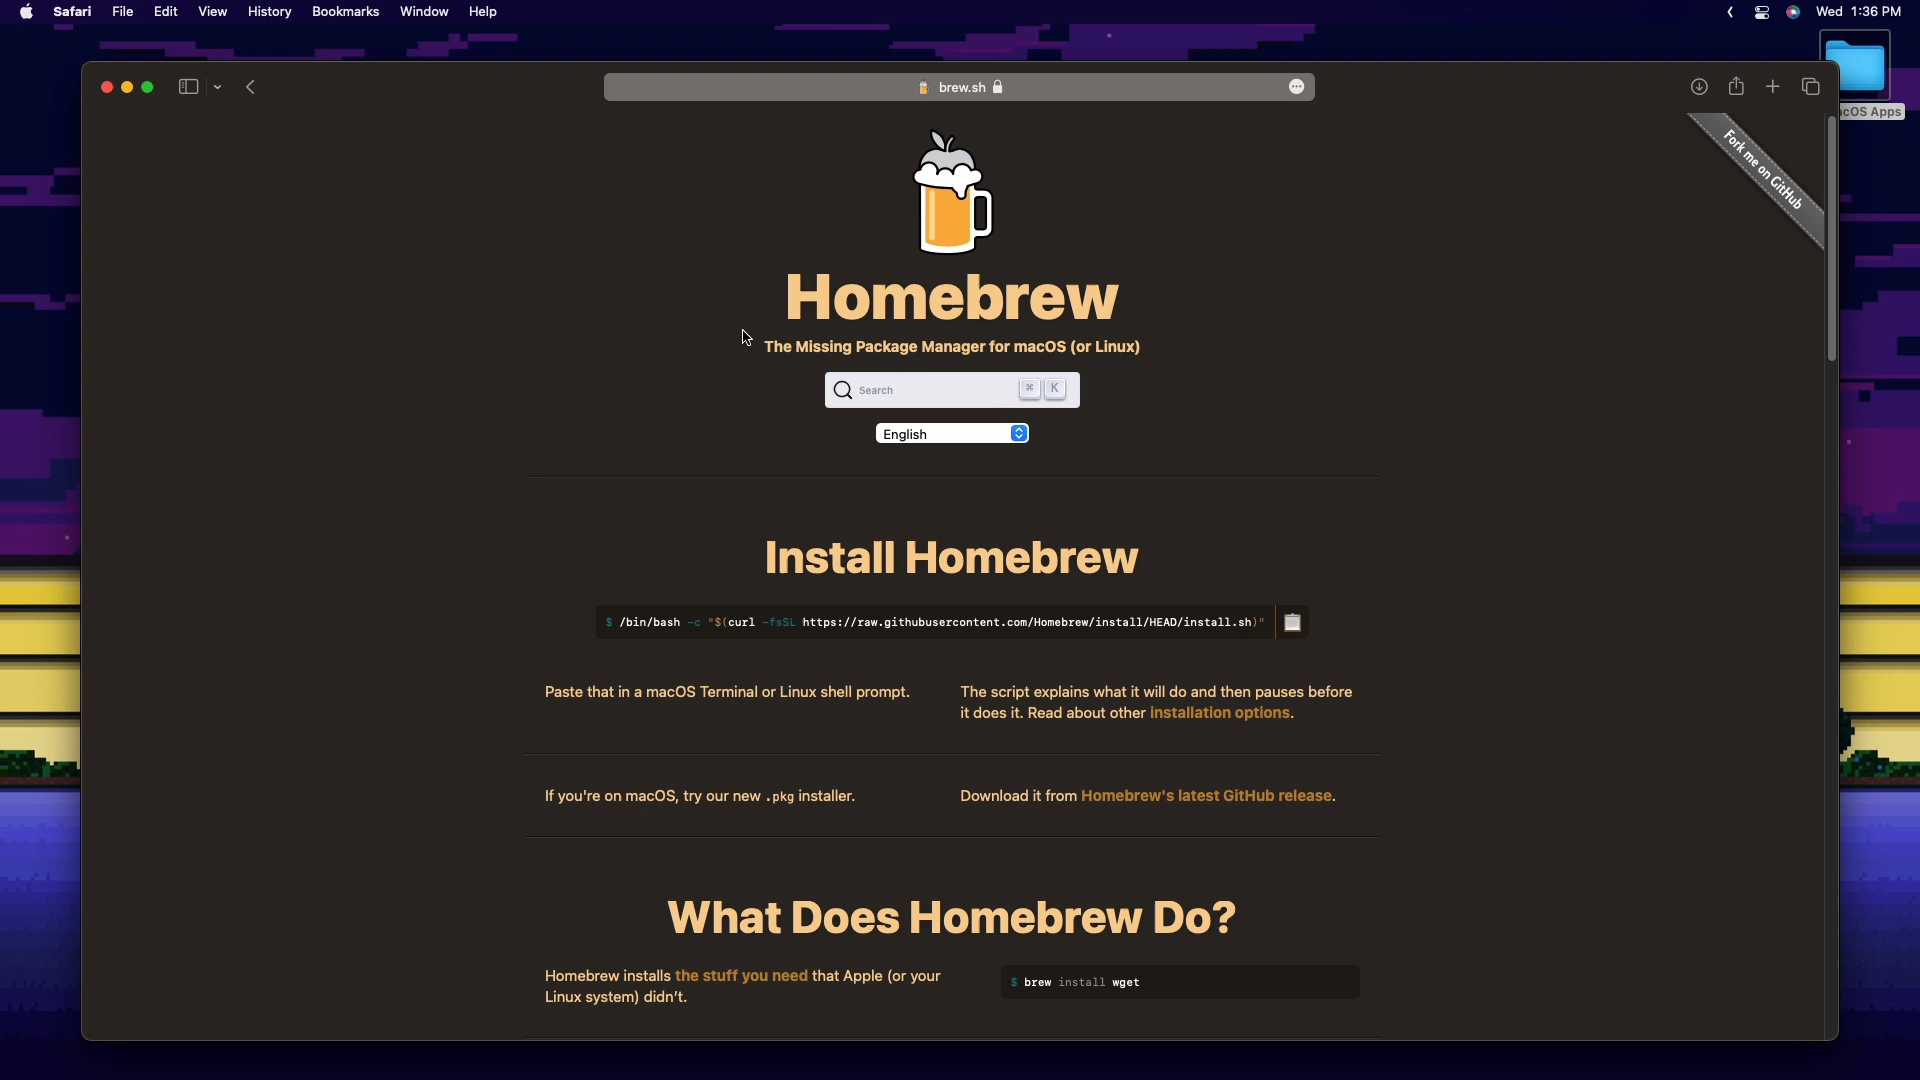 Safari File Edit View History Bookmarks Window Help
Wed 1:36 PM
brew.sh
cOS Apps
Fork me on GitHub
Homebrew
The Missing Package Manager for macOS (or Linux)
Search ⌘ K
English
Install Homebrew
$ /bin/bash -c "$(curl -fsSL https://raw.githubusercontent.com/Homebrew/install/HEAD/install.sh)"
Paste that in a macOS Terminal or Linux shell prompt.
The script explains what it will do and then pauses before
it does it. Read about other installation options.
If you're on macOS, try our new .pkg installer.
Download it from Homebrew's latest GitHub release.
What Does Homebrew Do?
Homebrew installs the stuff you need that Apple (or your
Linux system) didn't.
$ brew install wget